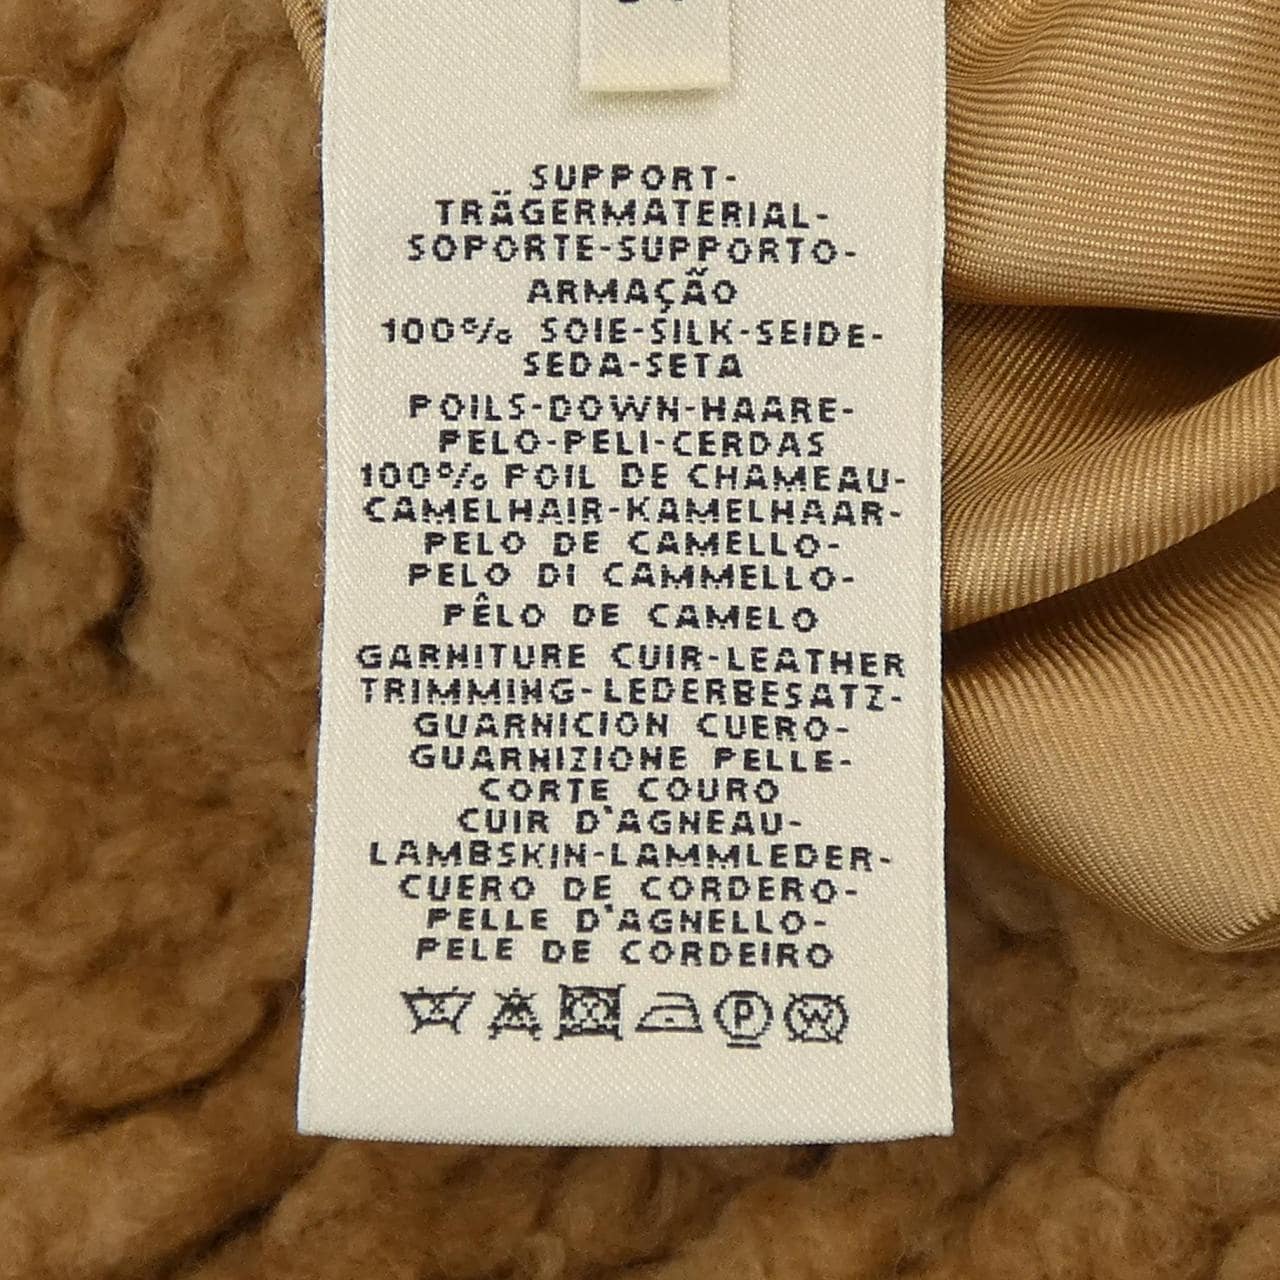 SUPPORT-
TRÄGERMATERIAL-
SOPORTE-SUPPORTO-
ARMAÇÃO
100% SOIE-SILK-SEIDE-
SEDA-SETA
POILS-DOWN-HAARE-
PELO-PELI-CERDAS
100% POIL DE CHAMEAU-
CAMELHAIR-KAMELHAAR-
PELO DE CAMELLO-
PELO DI CAMMELLO-
PÊLO DE CAMELO
GARNITURE CUIR-LEATHER
TRIMMING-LEDERBESATZ-
GUARNICION CUERO-
GUARNIZIONE PELLE-
CORTE COURO
CUIR D'AGNEAU-
LAMBSKIN-LAMMLEDER-
CUERO DE CORDERO-
PELLE D'AGNELLO-
PELE DE CORDEIRO
P W